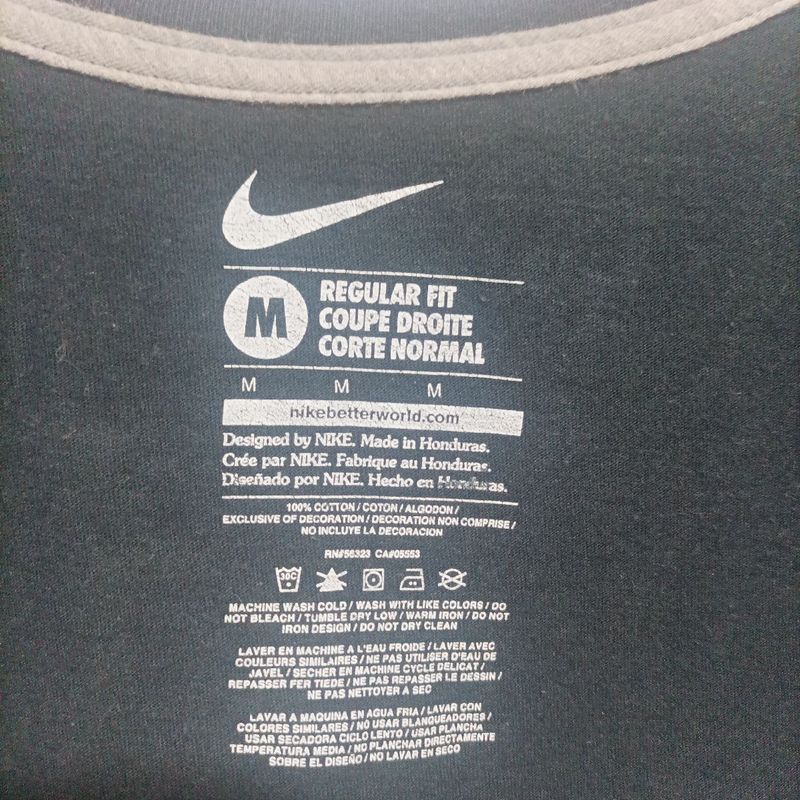 M
REGULAR FIT
COUPE DROITE
CORTE NORMAL
M M M
nikebetterworld.com
Designed by NIKE. Made in Honduras.
Crée par NIKE. Fabrique au Honduras.
Diseñado por NIKE. Hecho en Honduras.
100% COTTON / COTON / ALGODON /
EXCLUSIVE OF DECORATION / DECORATION NON COMPRISE /
NO INCLUYE LA DECORACION
RN#56323 CA#05553
30C
MACHINE WASH COLD / WASH WITH LIKE COLORS / DO
NOT BLEACH / TUMBLE DRY LOW / WARM IRON / DO NOT
IRON DESIGN / DO NOT DRY CLEAN
LAVER EN MACHINE A L'EAU FROIDE / LAVER AVEC
COULEURS SIMILAIRES / NE PAS UTILISER D'EAU DE
JAVEL / SECHER EN MACHINE CYCLE DELICAT /
REPASSER FER TIEDE / NE PAS REPASSER LE DESSIN /
NE PAS NETTOYER A SEC
LAVAR A MAQUINA EN AGUA FRIA / LAVAR CON
COLORES SIMILARES / NO USAR BLANQUEADORES /
USAR SECADORA CICLO LENTO / USAR PLANCHA
TEMPERATURA MEDIA / NO PLANCHAR DIRECTAMENTE
SOBRE EL DISEÑO / NO LAVAR EN SECO